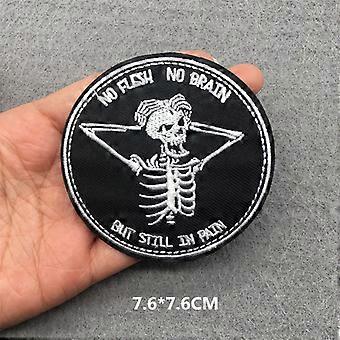 NO FLESH NO BRAIN
BUT STILL IN PAIN
7.6*7.6CM